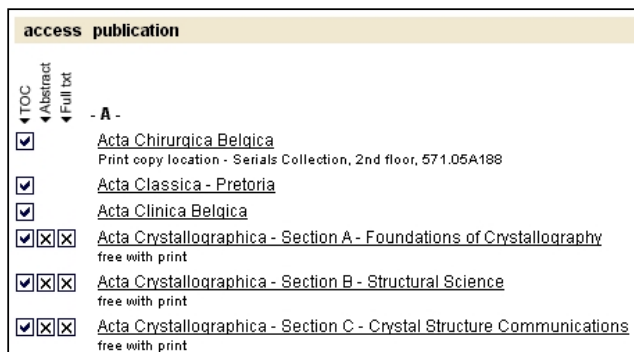 access publication
TOC
Abstract
Full txt
- A -
Acta Chirurgica Belgica
Print copy location - Serials Collection, 2nd floor, 571.05A188
Acta Classica - Pretoria
Acta Clinica Belgica
Acta Crystallographica - Section A - Foundations of Crystallography
free with print
Acta Crystallographica - Section B - Structural Science
free with print
Acta Crystallographica - Section C - Crystal Structure Communications
free with print